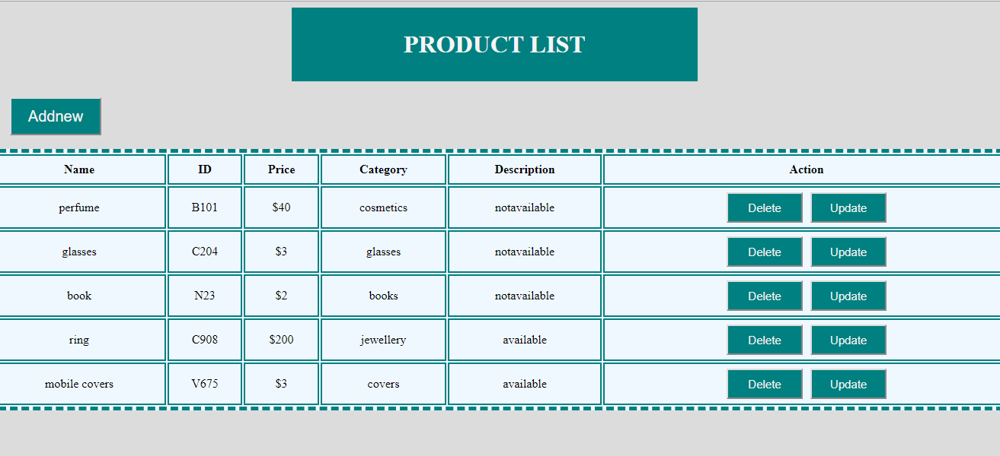 PRODUCT LIST
Addnew
Name ID Price Category Description Action
perfume B101 $40 cosmetics notavailable Delete Update
glasses C204 $3 glasses notavailable Delete Update
book N23 $2 books notavailable Delete Update
ring C908 $200 jewellery available Delete Update
mobile covers V675 $3 covers available Delete Update